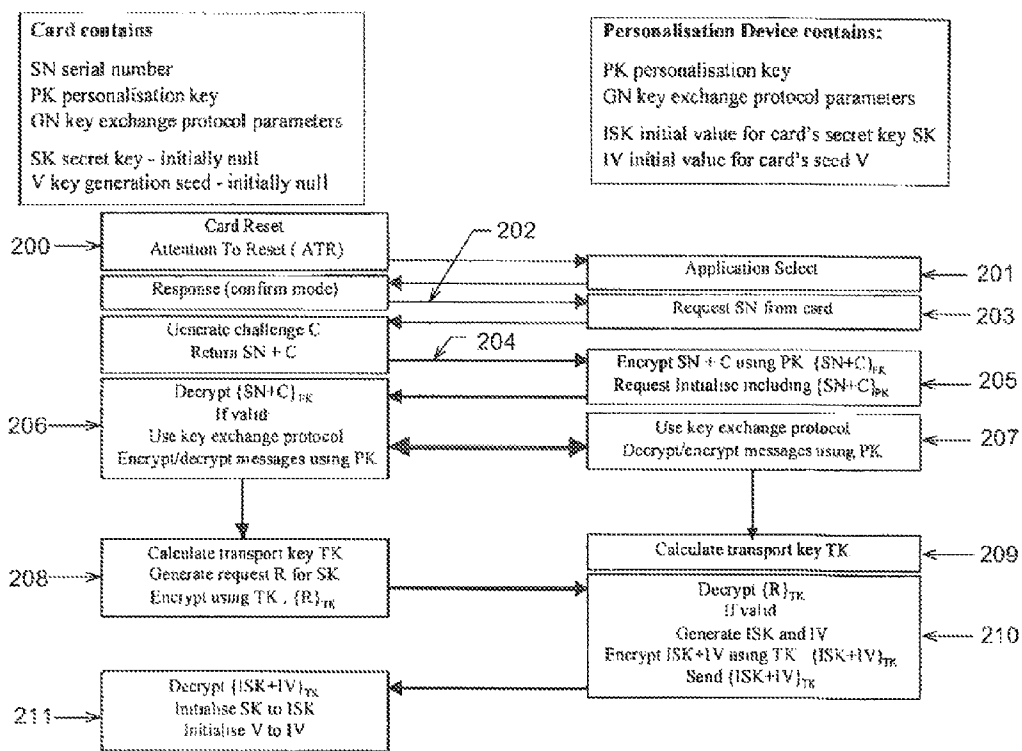 Card contains
SN serial number
PK personalisation key
GN key exchange protocol parameters
SK secret key - initially null
V key generation seed - initially null
Personalisation Device contains:
PK personalisation key
GN key exchange protocol parameters
ISK initial value for card's secret key SK
IV initial value for card's seed V
200
Card Reset
Attention To Reset ( ATR)
202
Application Select
201
Response (confirm mode)
Request SN from card
203
Generate challenge C
Return SN + C
204
Encrypt SN + C using PK {SN+C}PK
Request Initialise including {SN+C}PK
205
206
Decrypt {SN+C}PK
If valid
Use key exchange protocol
Encrypt/decrypt messages using PK
Use key exchange protocol
Decrypt/encrypt messages using PK
207
208
Calculate transport key TK
Generate request R for SK
Encrypt using TK , {R}TK
Calculate transport key TK
209
Decrypt {R}TK
If valid
Generate ISK and IV
Encrypt ISK+IV using TK {ISK+IV}TK
Send {ISK+IV}TK
210
211
Decrypt {ISK+IV}TK
Initialise SK to ISK
Initialise V to IV